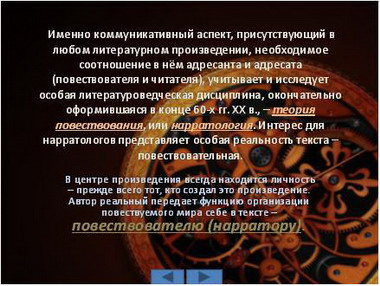 Именно коммуникативный аспект, присутствующий в
любом литературном произведении, необходимое
соотношение в нём адресанта и адресата
(повествователя и читателя), учитывает и исследует
особая литературоведческая дисциплина, окончательно
оформившаяся в конце 60-х гг. XX в., – теория
повествования, или нарратология. Интерес для
нарратологов представляет особая реальность текста –
повествовательная.
В центре произведения всегда находится личность
– прежде всего тот, кто создал это произведение.
Автор реальный передает функцию организации
повествуемого мира себе в тексте –
повествователю (нарратору).